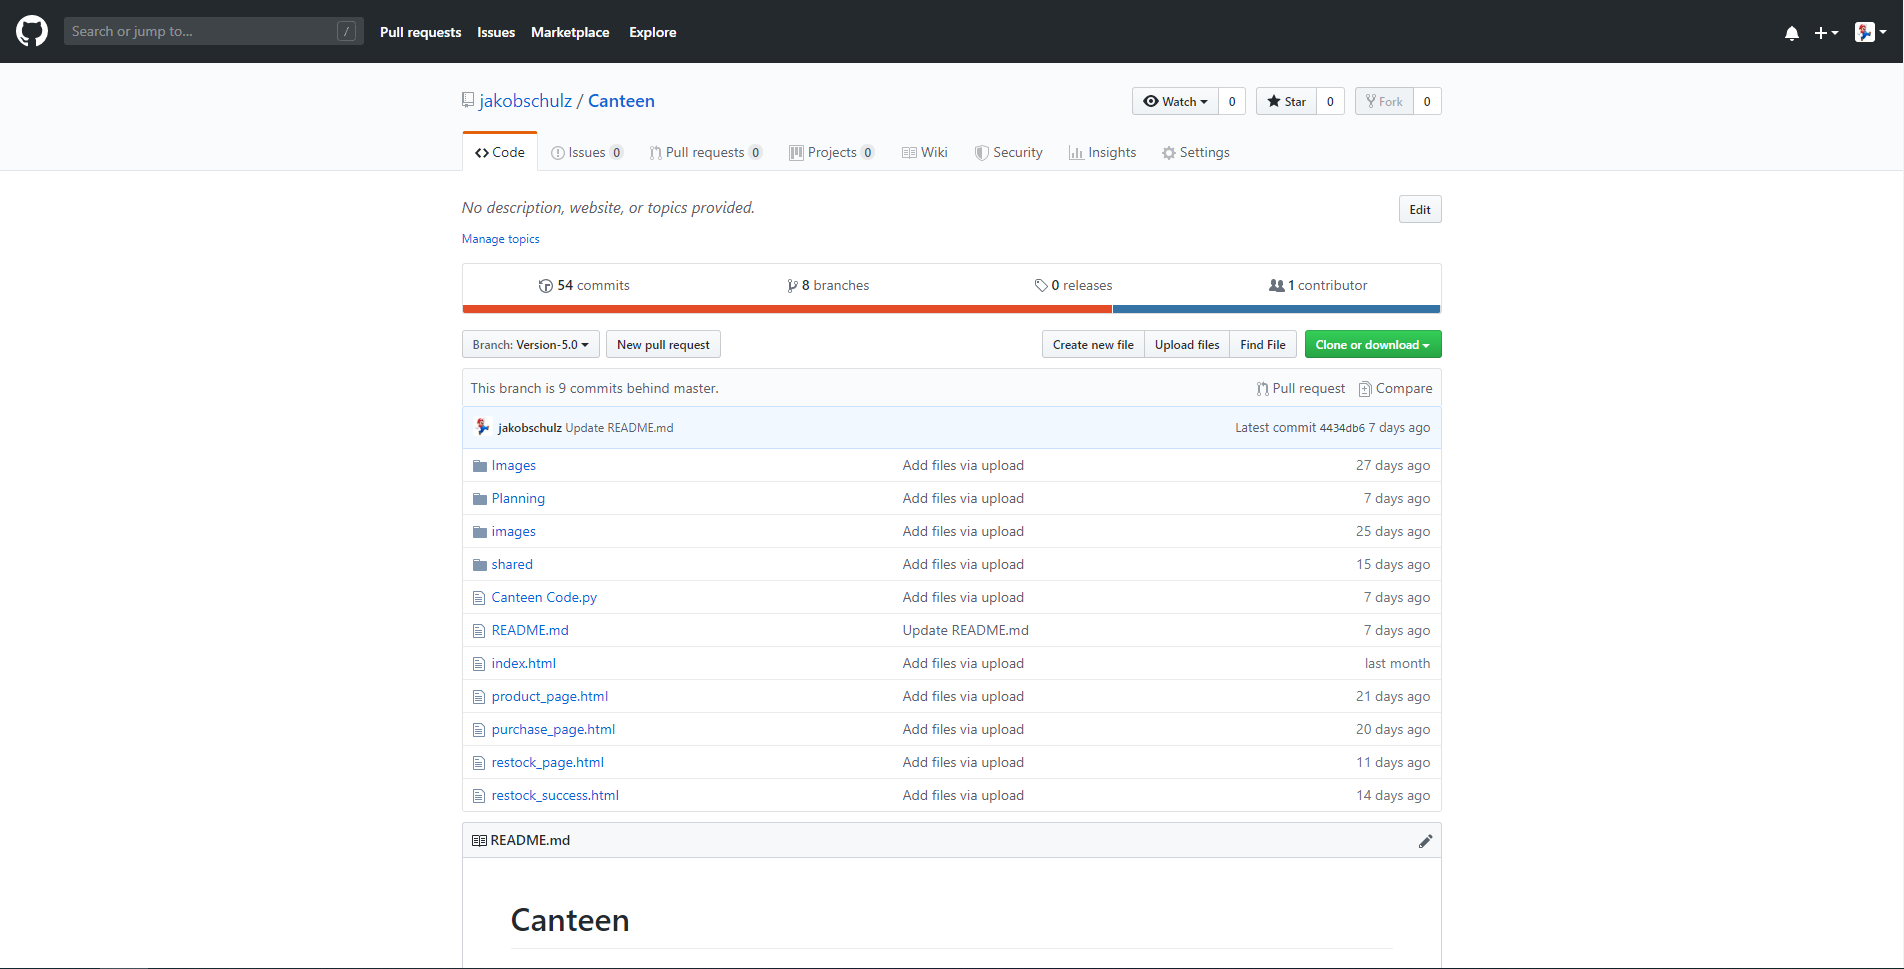 Search or jump to... / Pull requests Issues Marketplace Explore
jakobschulz / Canteen Watch 0 Star 0 Fork 0
Code Issues 0 Pull requests 0 Projects 0 Wiki Security Insights Settings
No description, website, or topics provided. Edit
Manage topics
54 commits 8 branches 0 releases 1 contributor
Branch: Version-5.0 New pull request Create new file Upload files Find File Clone or download
This branch is 9 commits behind master. Pull request Compare
jakobschulz Update README.md Latest commit 4434db6 7 days ago
Images Add files via upload 27 days ago
Planning Add files via upload 7 days ago
images Add files via upload 25 days ago
shared Add files via upload 15 days ago
Canteen Code.py Add files via upload 7 days ago
README.md Update README.md 7 days ago
index.html Add files via upload last month
product_page.html Add files via upload 21 days ago
purchase_page.html Add files via upload 20 days ago
restock_page.html Add files via upload 11 days ago
restock_success.html Add files via upload 14 days ago
README.md
Canteen